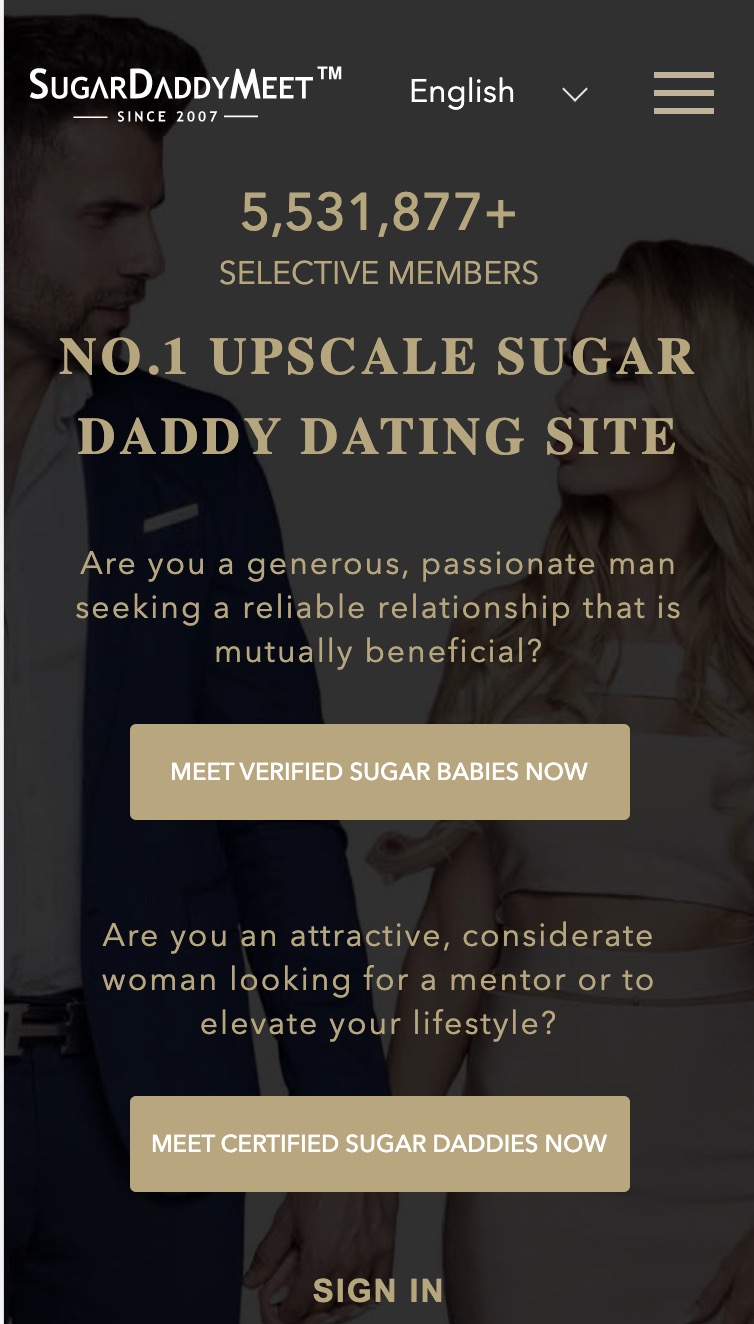 SUGARDADDYMEET™
SINCE 2007
English
5,531,877+
SELECTIVE MEMBERS
NO.1 UPSCALE SUGAR
DADDY DATING SITE
Are you a generous, passionate man
seeking a reliable relationship that is
mutually beneficial?
MEET VERIFIED SUGAR BABIES NOW
Are you an attractive, considerate
woman looking for a mentor or to
elevate your lifestyle?
MEET CERTIFIED SUGAR DADDIES NOW
SIGN IN